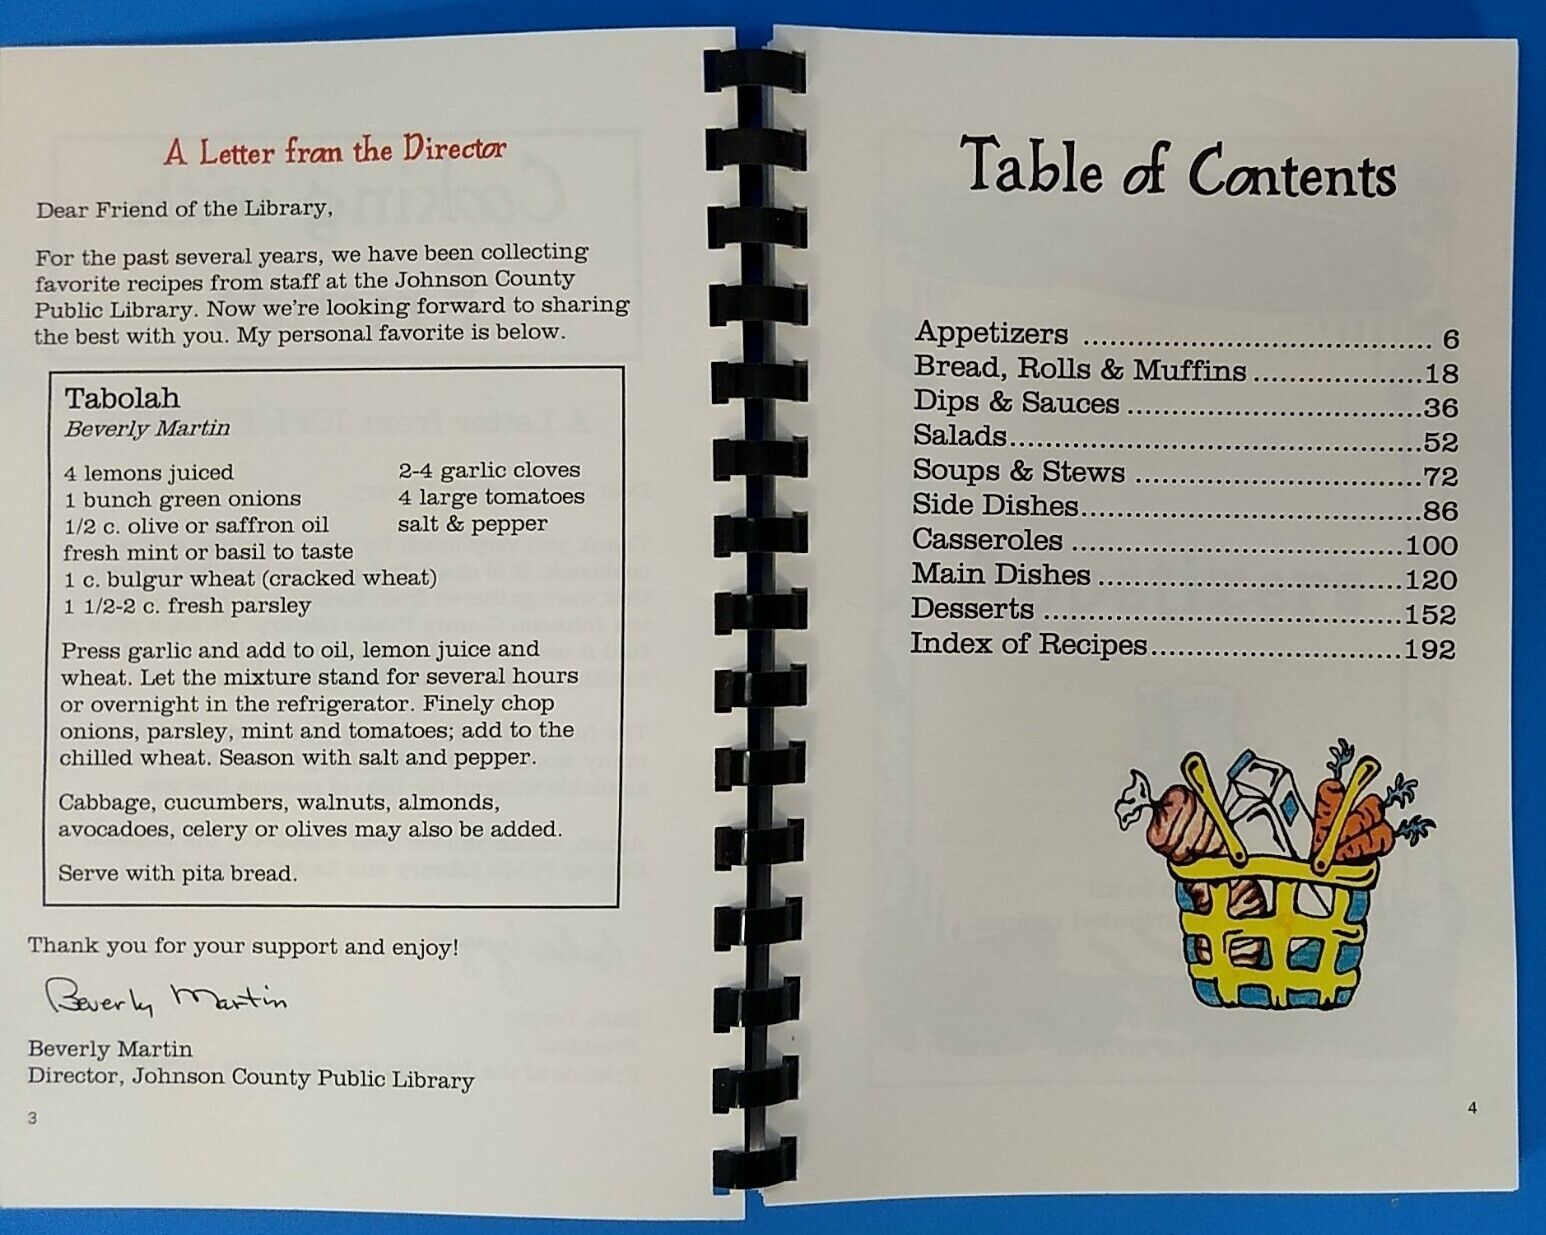 A Letter from the Director
Dear Friend of the Library,
For the past several years, we have been collecting
favorite recipes from staff at the Johnson County
Public Library. Now we're looking forward to sharing
the best with you. My personal favorite is below.
Tabolah
Beverly Martin
4 lemons juiced
1 bunch green onions
1/2 c. olive or saffron oil
fresh mint or basil to taste
1 c. bulgur wheat (cracked wheat)
1 1/2-2 c. fresh parsley
2-4 garlic cloves
4 large tomatoes
salt & pepper
Press garlic and add to oil, lemon juice and
wheat. Let the mixture stand for several hours
or overnight in the refrigerator. Finely chop
onions, parsley, mint and tomatoes; add to the
chilled wheat. Season with salt and pepper.
Cabbage, cucumbers, walnuts, almonds,
avocadoes, celery or olives may also be added.
Serve with pita bread.
Thank you for your support and enjoy!
Beverly Martin
Beverly Martin
Director, Johnson County Public Library
3
Table of Contents
Appetizers ....................................... 6
Bread, Rolls & Muffins ...................18
Dips & Sauces ................................36
Salads.............................................52
Soups & Stews ................................72
Side Dishes......................................86
Casseroles .....................................100
Main Dishes ..................................120
Desserts ........................................152
Index of Recipes............................192
4